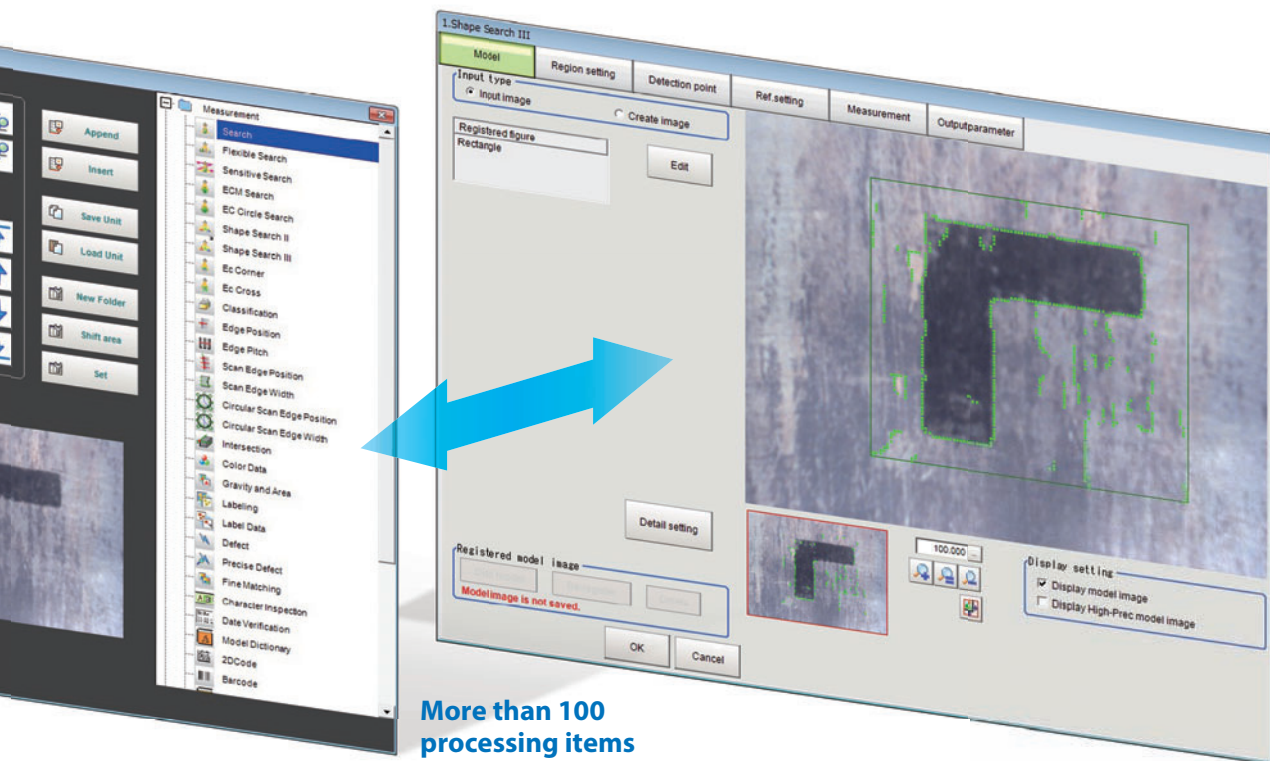 Append
Insert
Save Unit
Load Unit
New Folder
Shift area
Set
Measurement
Search
Flexible Search
Sensitive Search
ECM Search
EC Circle Search
Shape Search II
Shape Search III
Ec Corner
Ec Cross
Classification
Edge Position
Edge Pitch
Scan Edge Position
Scan Edge Width
Circular Scan Edge Position
Circular Scan Edge Width
Intersection
Color Data
Gravity and Area
Labeling
Label Data
Defect
Precise Defect
Fine Matching
Character Inspection
Date Verification
Model Dictionary
2DCode
Barcode
More than 100
processing items
1.Shape Search III
Model
Region setting
Detection point
Ref.setting
Measurement
Outputparameter
Input type
Input image
Create image
Registered figure
Rectangle
Edit
Detail setting
Registered model image
Modelimage is not saved.
OK
Cancel
100.000
Display setting
Display model image
Display High-Prec model image